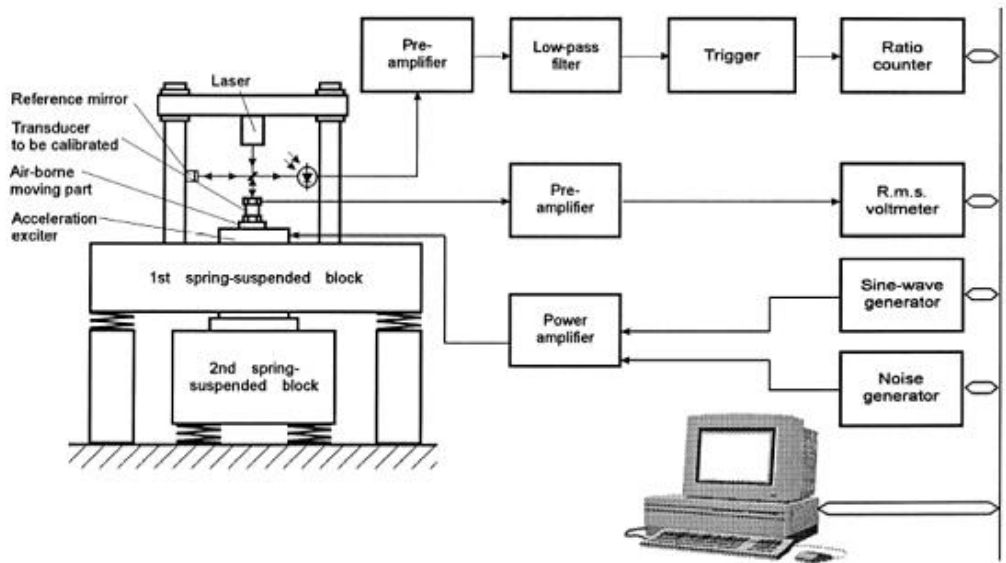 Pre-
amplifier
Low-pass
filter
Trigger
Ratio
counter
Laser
Reference mirror
Transducer
to be calibrated
Air-borne
moving part
Acceleration
exciter
Pre-
amplifier
R.m.s.
voltmeter
1st spring-suspended block
Sine-wave
generator
Power
amplifier
2nd spring-
suspended block
Noise
generator